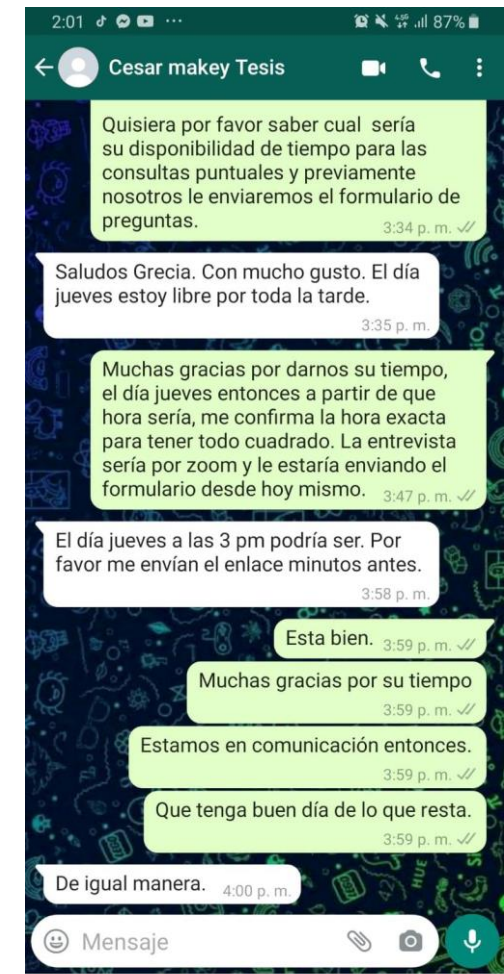 2:01 ... 87%
Cesar makey Tesis
Quisiera por favor saber cual sería
su disponibilidad de tiempo para las
consultas puntuales y previamente
nosotros le enviaremos el formulario de
preguntas.
3:34 p. m.
Saludos Grecia. Con mucho gusto. El día
jueves estoy libre por toda la tarde.
3:35 p. m.
Muchas gracias por darnos su tiempo,
el día jueves entonces a partir de que
hora sería, me confirma la hora exacta
para tener todo cuadrado. La entrevista
sería por zoom y le estaría enviando el
formulario desde hoy mismo. 3:47 p. m.
El día jueves a las 3 pm podría ser. Por
favor me envían el enlace minutos antes.
3:58 p. m.
Esta bien. 3:59 p. m.
Muchas gracias por su tiempo
3:59 p. m.
Estamos en comunicación entonces.
3:59 p. m.
Que tenga buen día de lo que resta.
3:59 p. m.
De igual manera. 4:00 p. m.
Mensaje